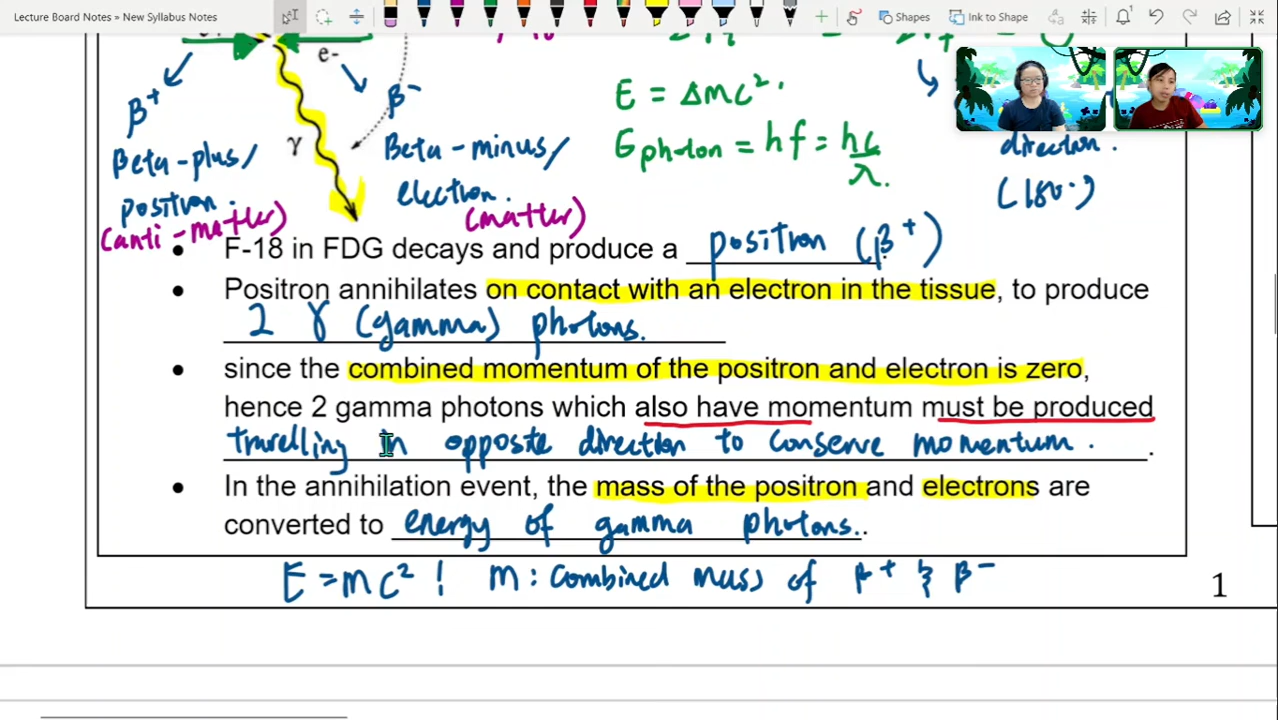 Lecture Board Notes » New Syllabus Notes
Shapes
Ink to Shape
e-
β+
β-
γ
Beta-plus/
positron.
(anti-matter)
Beta-minus/
electron.
(matter)
E = Δmc².
Ephoton = hf = hc/λ.
direction.
(180°)
• F-18 in FDG decays and produce a positron (β+)
• Positron annihilates on contact with an electron in the tissue, to produce
2 γ (gamma) photons.
• since the combined momentum of the positron and electron is zero,
hence 2 gamma photons which also have momentum must be produced
travelling in opposite direction to conserve momentum. .
• In the annihilation event, the mass of the positron and electrons are
converted to energy of gamma photons..
E = mc² ! m: Combined mass of β+ & β-
1